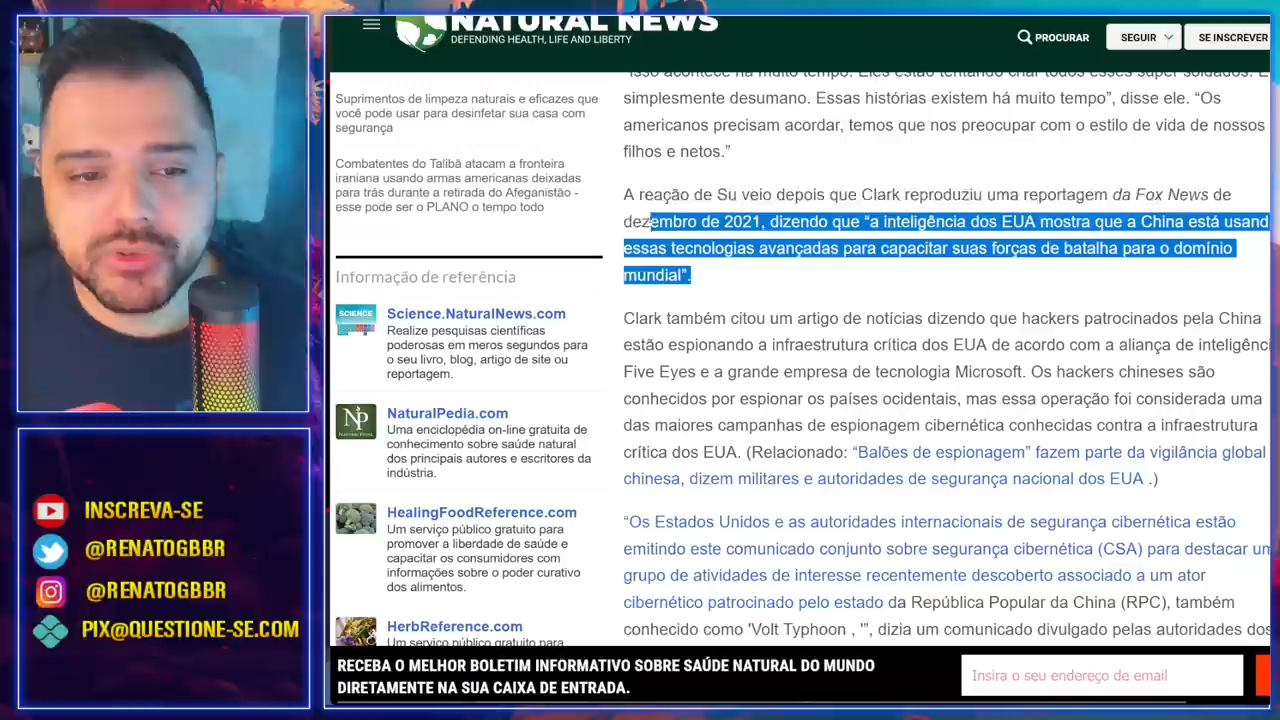 NATURAL NEWS
DEFENDING HEALTH, LIFE AND LIBERTY
PROCURAR
SEGUIR
SE INSCREVER
Suprimentos de limpeza naturais e eficazes que
você pode usar para desinfetar sua casa com
segurança
Combatentes do Talibã atacam a fronteira
iraniana usando armas americanas deixadas
para trás durante a retirada do Afeganistão -
esse pode ser o PLANO o tempo todo
Informação de referência
SCIENCE
Science.NaturalNews.com
Realize pesquisas científicas
poderosas em meros segundos para
o seu livro, blog, artigo de site ou
reportagem.
NP
NaturalPedia.com
Uma enciclopédia on-line gratuita de
conhecimento sobre saúde natural
dos principais autores e escritores da
indústria.
HealingFoodReference.com
Um serviço público gratuito para
promover a liberdade de saúde e
capacitar os consumidores com
informações sobre o poder curativo
dos alimentos.
HerbReference.com
Um serviço público gratuito para
"Isso acontece há muito tempo. Eles estão tentando criar todos esses super soldados. E
simplesmente desumano. Essas histórias existem há muito tempo”, disse ele. “Os
americanos precisam acordar, temos que nos preocupar com o estilo de vida de nossos
filhos e netos.”
A reação de Su veio depois que Clark reproduziu uma reportagem da Fox News de
dezembro de 2021, dizendo que “a inteligência dos EUA mostra que a China está usand
essas tecnologias avançadas para capacitar suas forças de batalha para o domínio
mundial”.
Clark também citou um artigo de notícias dizendo que hackers patrocinados pela China
estão espionando a infraestrutura crítica dos EUA de acordo com a aliança de inteligênci
Five Eyes e a grande empresa de tecnologia Microsoft. Os hackers chineses são
conhecidos por espionar os países ocidentais, mas essa operação foi considerada uma
das maiores campanhas de espionagem cibernética conhecidas contra a infraestrutura
crítica dos EUA. (Relacionado: “Balões de espionagem” fazem parte da vigilância global
chinesa, dizem militares e autoridades de segurança nacional dos EUA .)
“Os Estados Unidos e as autoridades internacionais de segurança cibernética estão
emitindo este comunicado conjunto sobre segurança cibernética (CSA) para destacar um
grupo de atividades de interesse recentemente descoberto associado a um ator
cibernético patrocinado pelo estado da República Popular da China (RPC), também
conhecido como 'Volt Typhoon , '”, dizia um comunicado divulgado pelas autoridades dos
RECEBA O MELHOR BOLETIM INFORMATIVO SOBRE SAÚDE NATURAL DO MUNDO
DIRETAMENTE NA SUA CAIXA DE ENTRADA.
Insira o seu endereço de email
INSCREVA-SE
@RENATOGBBR
@RENATOGBBR
PIX@QUESTIONE-SE.COM